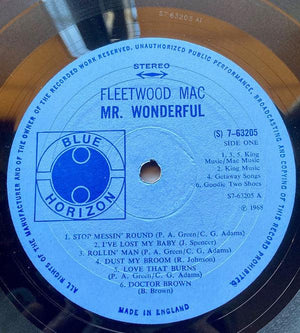 S7-63205 A1
ALL RIGHTS OF THE MANUFACTURER AND OF THE OWNER OF THE RECORDED WORK RESERVED. UNAUTHORIZED PUBLIC PERFORMANCE, BROADCASTING AND COPYING OF THIS RECORD PROHIBITED.
STEREO
FLEETWOOD MAC
MR. WONDERFUL
BLUE
HORIZON
(S) 7-63205
SIDE ONE
1, 3, 5. King
Music/Mac Music
2. King Music
4. Getaway Songs
6. Goodie Two Shoes
S7-63205 A
℗ 1968
1. STOP MESSIN' ROUND (P. A. Green/C. G. Adams)
2. I'VE LOST MY BABY (J. Spencer)
3. ROLLIN' MAN (P. A. Green/C. G. Adams)
4. DUST MY BROOM (R. Johnson)
5. LOVE THAT BURNS
(P. A. Green/C. G. Adams)
6. DOCTOR BROWN
(B. Brown)
MADE IN ENGLAND